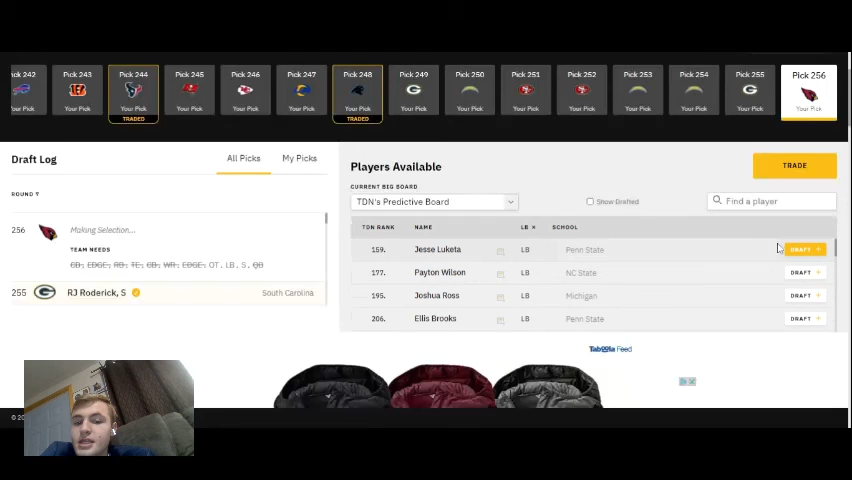 ck 242 Pick 243 Pick 244 Pick 245 Pick 246 Pick 247 Pick 248 Pick 249 Pick 250 Pick 251 Pick 252 Pick 253 Pick 254 Pick 255 Pick 256
Your Pick Your Pick Your Pick Your Pick Your Pick Your Pick Your Pick Your Pick Your Pick Your Pick Your Pick Your Pick Your Pick Your Pick Your Pick
TRADED TRADED
Draft Log All Picks My Picks
ROUND 7
256 Making Selection...
TEAM NEEDS
CB, EDGE, RB, TE, CB, WR, EDGE, OT, LB, S, QB
255 RJ Roderick, S South Carolina
Players Available TRADE
CURRENT BIG BOARD
TDN's Predictive Board Show Drafted Find a player
TDN RANK NAME LB × SCHOOL
159. Jesse Luketa LB Penn State DRAFT +
177. Payton Wilson LB NC State DRAFT +
195. Joshua Ross LB Michigan DRAFT +
206. Ellis Brooks LB Penn State DRAFT +
Taboola Feed
© 20